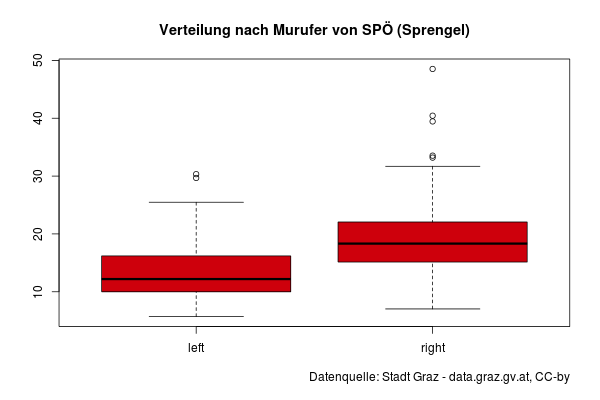 Verteilung nach Murufer von SPÖ (Sprengel)
50
40
30
20
10
left right
Datenquelle: Stadt Graz - data.graz.gv.at, CC-by